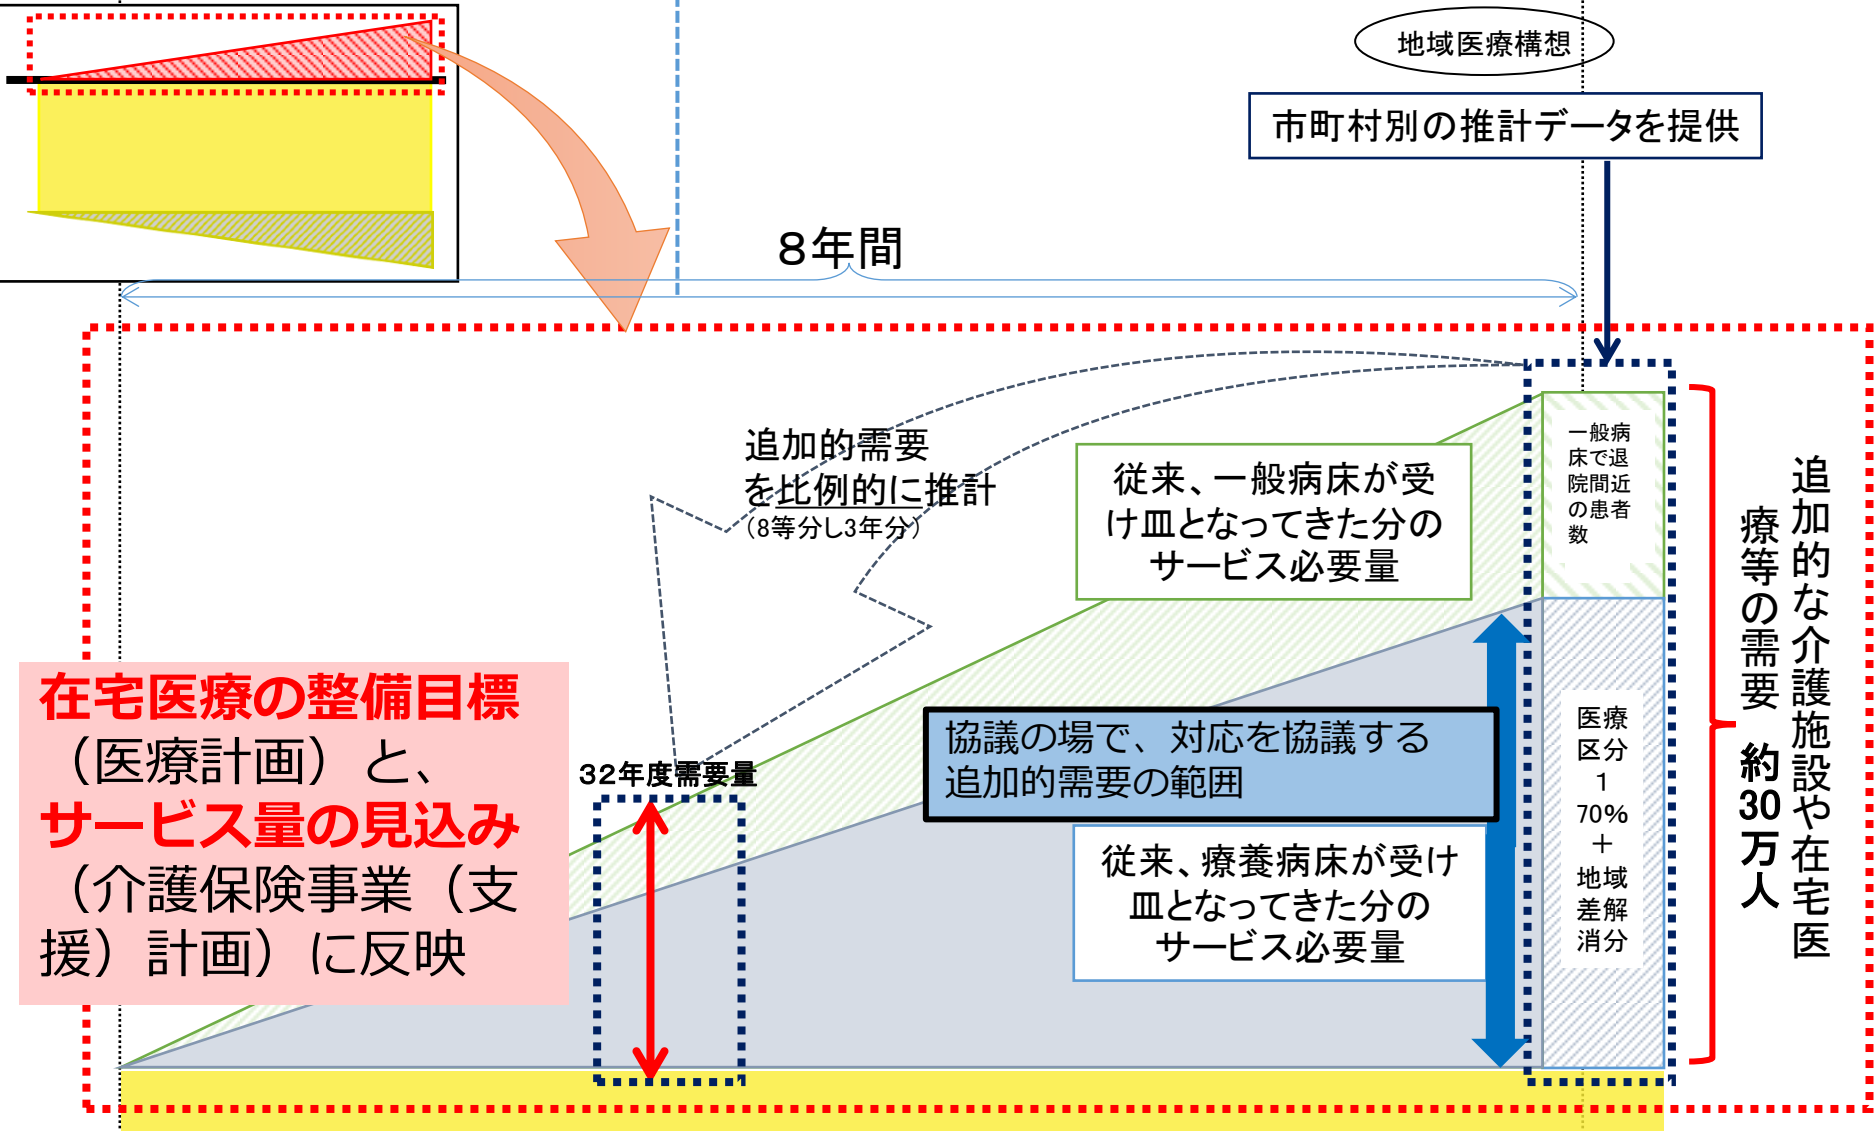 地域医療構想
市町村別の推計データを提供
８年間
追加的需要
を比例的に推計
（8等分し3年分）
従来、一般病床が受
け皿となってきた分の
サービス必要量
一般病
床で退
院間近
の患者
数
追加的な介護施設や在宅医
療等の需要 約30万人
在宅医療の整備目標
（医療計画）と、
サービス量の見込み
（介護保険事業（支
援）計画）に反映
32年度需要量
協議の場で、対応を協議する
追加的需要の範囲
従来、療養病床が受け
皿となってきた分の
サービス必要量
医療
区分
1
70%
＋
地域
差解
消分